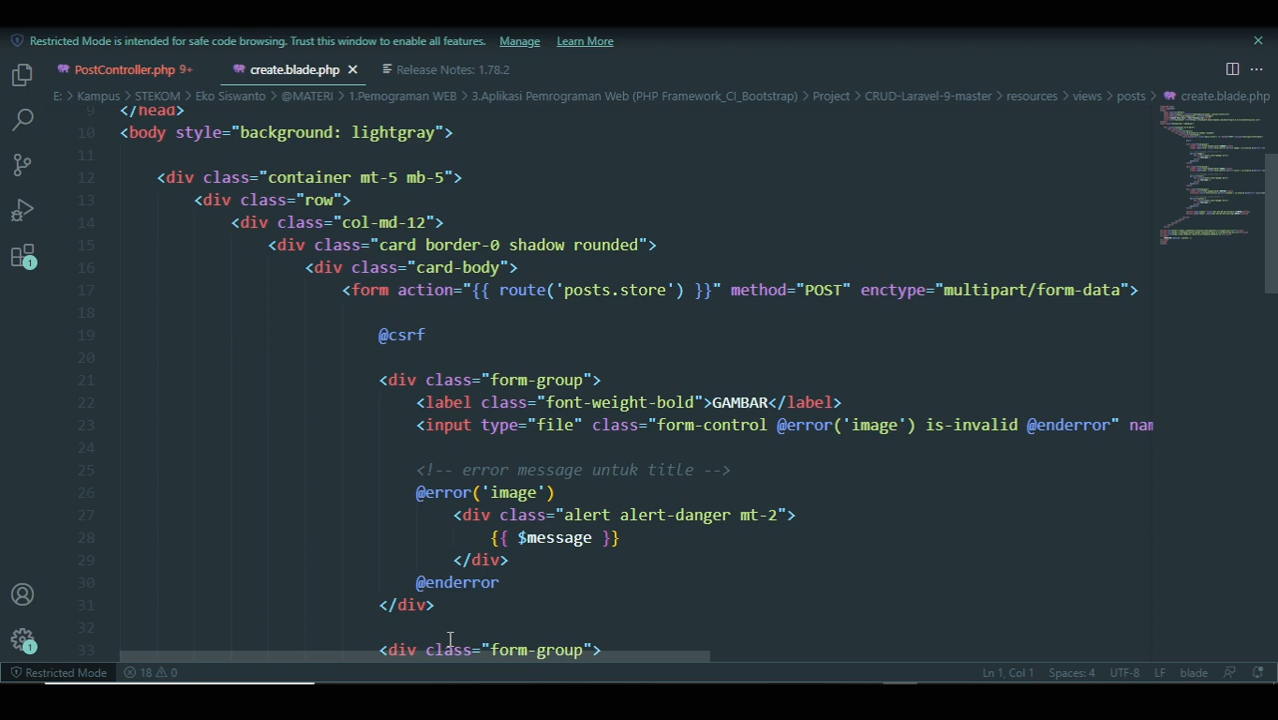 Restricted Mode is intended for safe code browsing. Trust this window to enable all features. Manage Learn More
PostController.php 9+ create.blade.php Release Notes: 1.78.2
E: > Kampus > STEKOM > Eko Siswanto > @MATERI > 1.Pemograman WEB > 3.Aplikasi Pemrograman Web (PHP Framework_CI_Bootstrap) > Project > CRUD-Laravel-9-master > resources > views > posts > create.blade.php
9 </head>
10 <body style="background: lightgray">
11
12 <div class="container mt-5 mb-5">
13 <div class="row">
14 <div class="col-md-12">
15 <div class="card border-0 shadow rounded">
16 <div class="card-body">
17 <form action="{{ route('posts.store') }}" method="POST" enctype="multipart/form-data">
18
19 @csrf
20
21 <div class="form-group">
22 <label class="font-weight-bold">GAMBAR</label>
23 <input type="file" class="form-control @error('image') is-invalid @enderror" nam
24
25 <!-- error message untuk title -->
26 @error('image')
27 <div class="alert alert-danger mt-2">
28 {{ $message }}
29 </div>
30 @enderror
31 </div>
32
33 <div class="form-group">
1
1
Restricted Mode 18 0 Ln 1, Col 1 Spaces: 4 UTF-8 LF blade